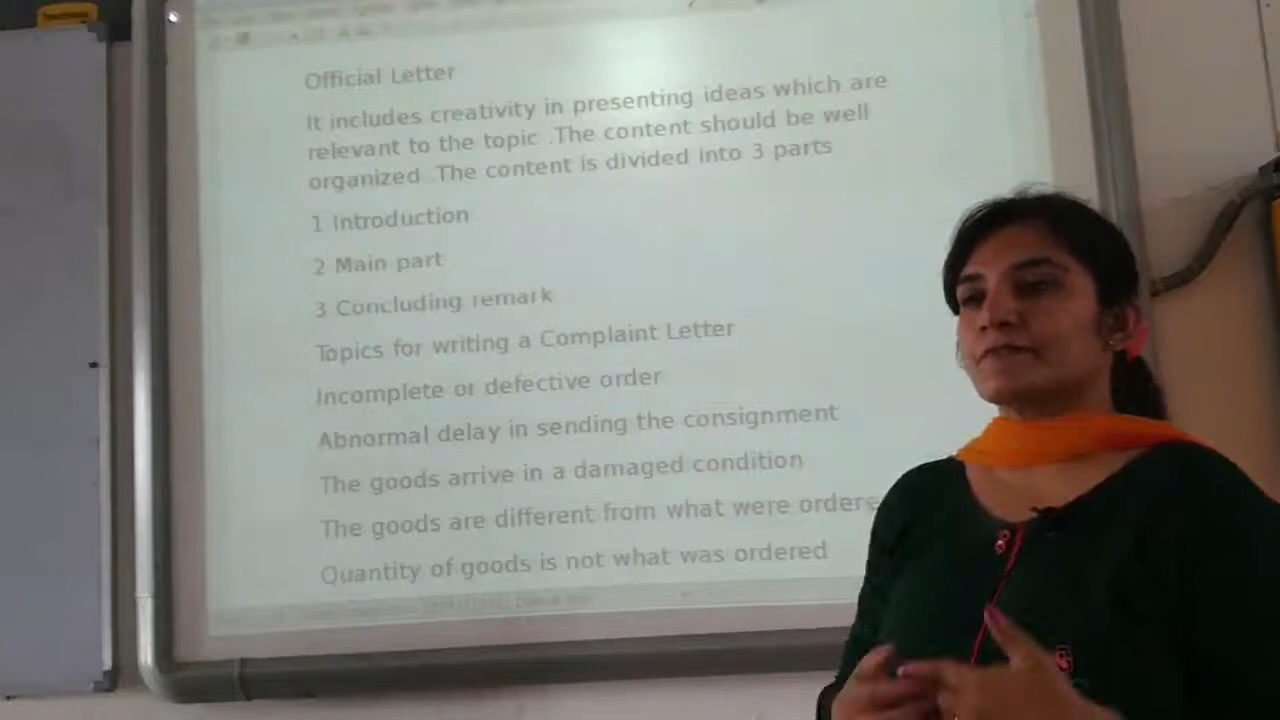 Official Letter
It includes creativity in presenting ideas which are
relevant to the topic .The content should be well
organized .The content is divided into 3 parts
1 Introduction
2 Main part
3 Concluding remark
Topics for writing a Complaint Letter
Incomplete or defective order
Abnormal delay in sending the consignment
The goods arrive in a damaged condition
The goods are different from what were
Quantity of goods is not what was ordered